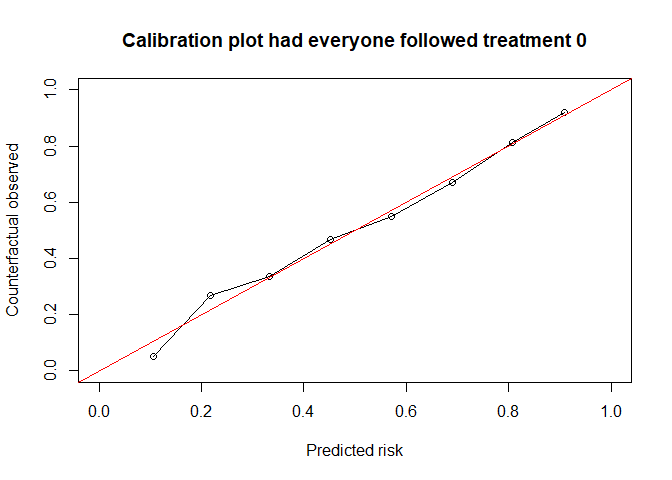 Calibration plot had everyone followed treatment 0
Counterfactual observed
1.0
0.8
0.6
0.4
0.2
0.0
0.0 0.2 0.4 0.6 0.8 1.0
Predicted risk